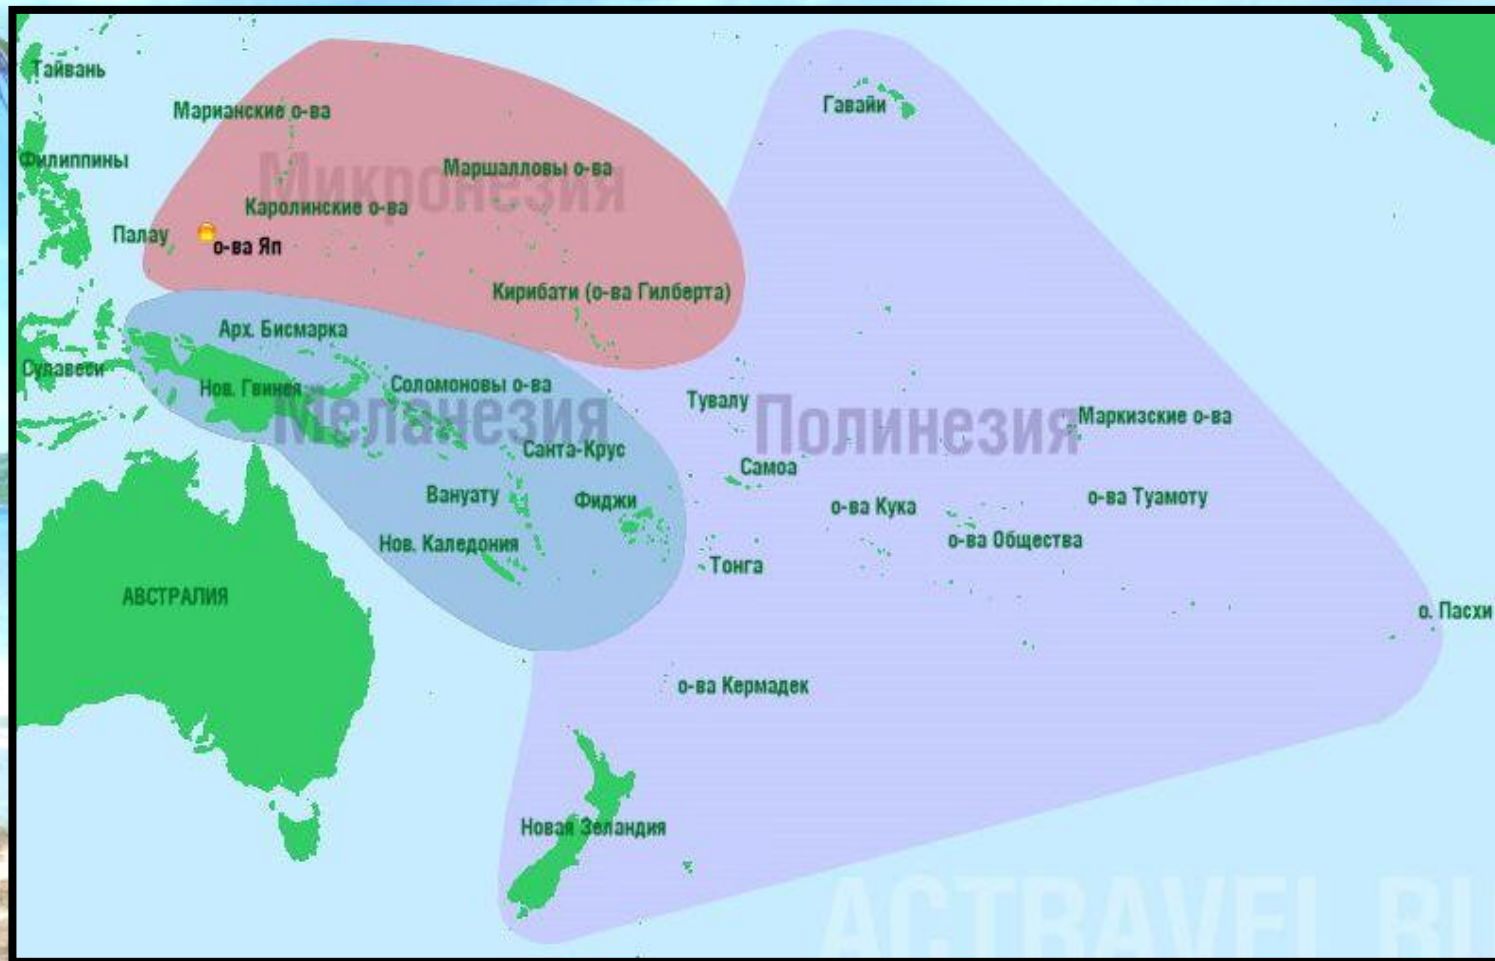 Тайвань
Марианские о-ва
Гавайи
Филиппины
Микронезия
Маршалловы о-ва
Каролинские о-ва
Палау
о-ва Яп
Кирибати (о-ва Гилберта)
Арх. Бисмарка
Сулавеси
Нов. Гвинея
Соломоновы о-ва
Меланезия
Тувалу
Полинезия
Маркизские о-ва
Санта-Крус
Самоа
Вануату
Фиджи
о-ва Кука
о-ва Туамоту
Нов. Каледония
о-ва Общества
Тонга
АВСТРАЛИЯ
о. Пасхи
о-ва Кермадек
Новая Зеландия
ACTRAVEL.RU